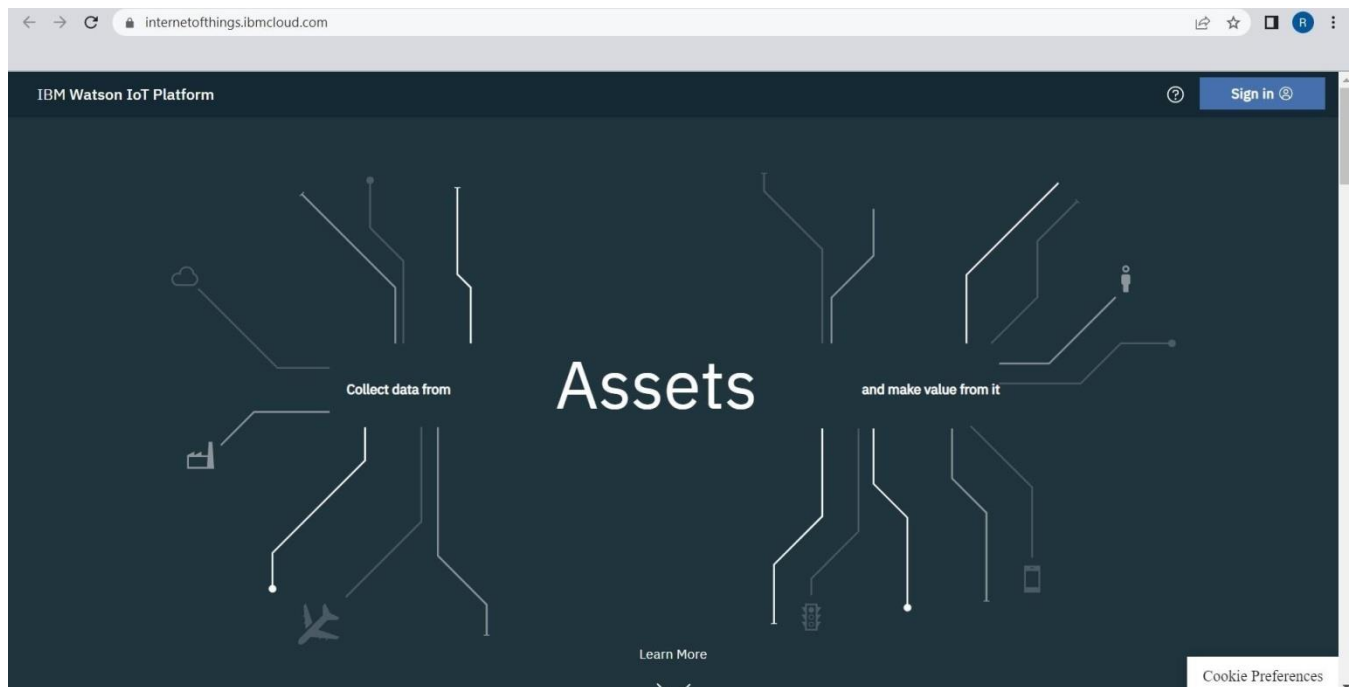 internetofthings.ibmcloud.com
R
IBM Watson IoT Platform
Sign in
Collect data from
Assets
and make value from it
Learn More
Cookie Preferences